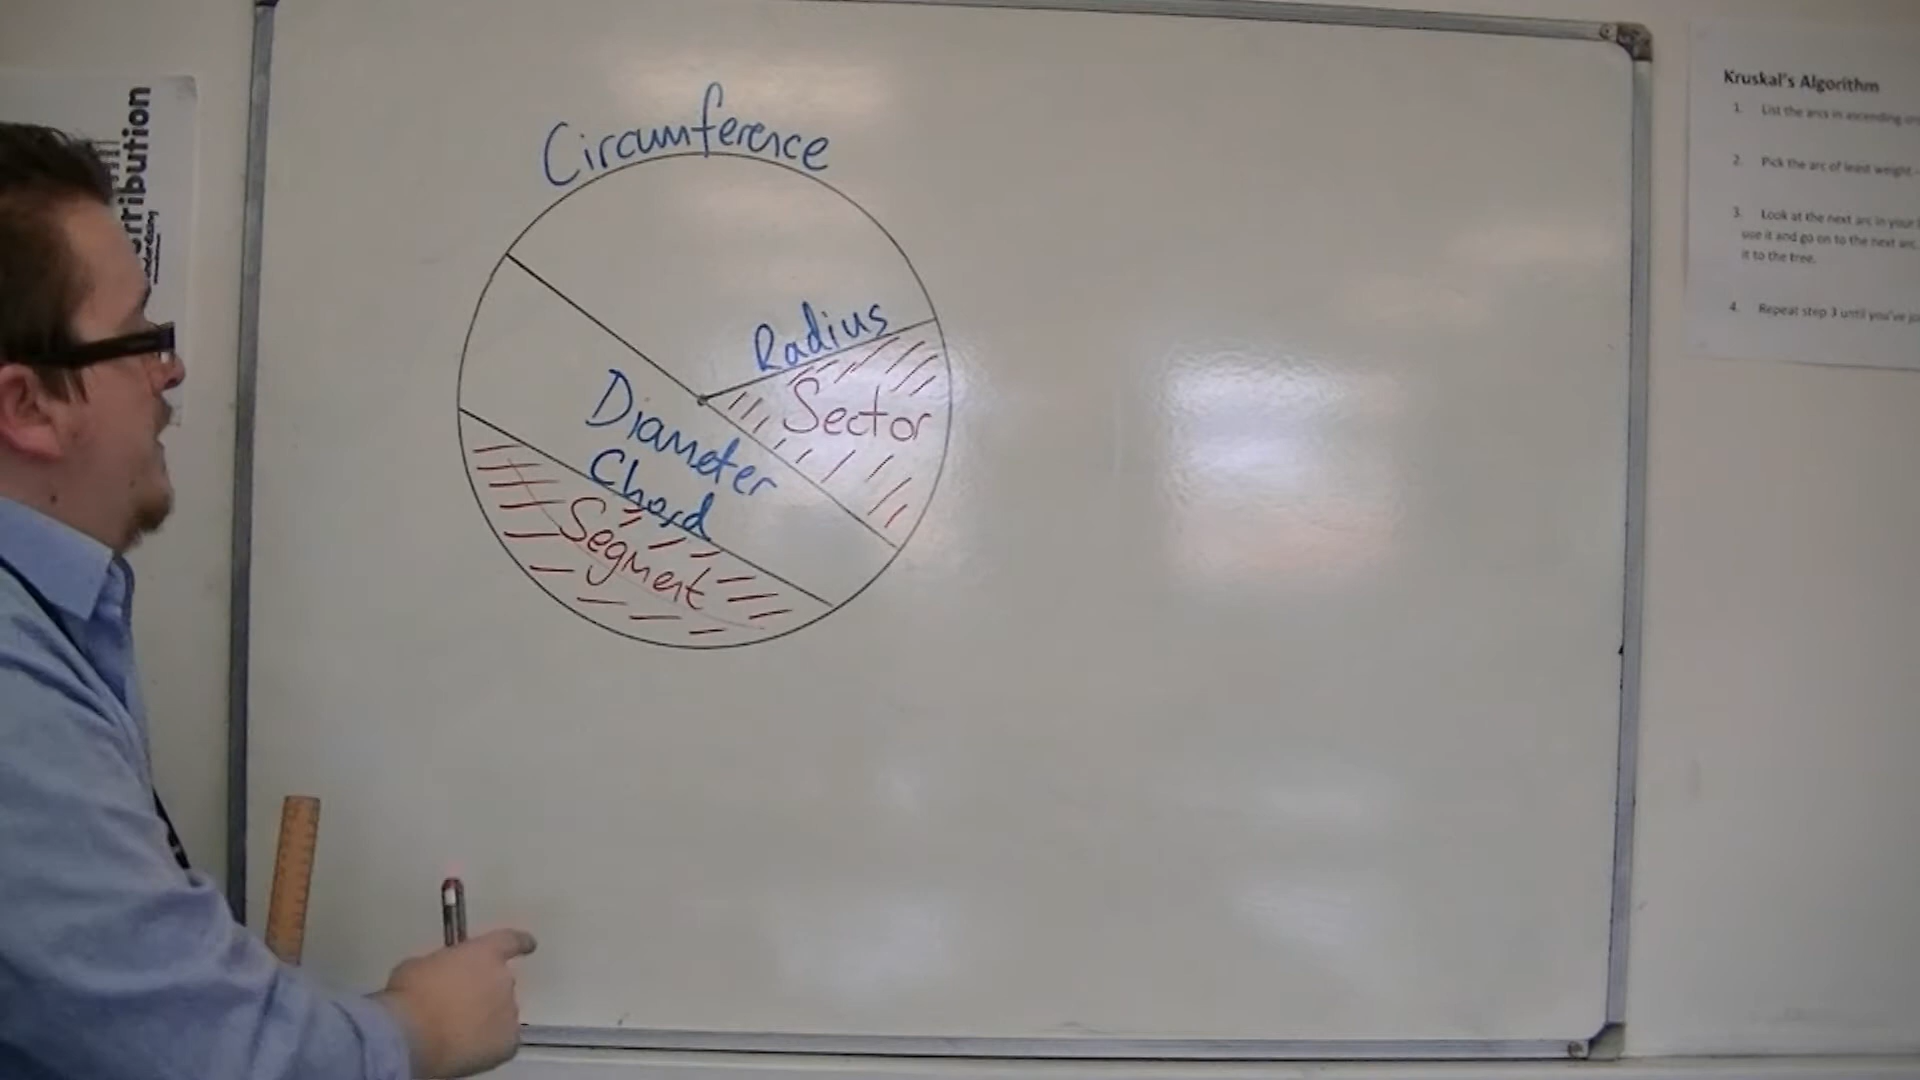 Circumference
Radius
Sector
Diameter
Chord
Segment
Kruskal's Algorithm
1. List the arcs in ascending
2. Pick the arc of least weight
3. Look at the next arc in your
use it and go on to the next arc
it to the tree.
4. Repeat step 3 until you've